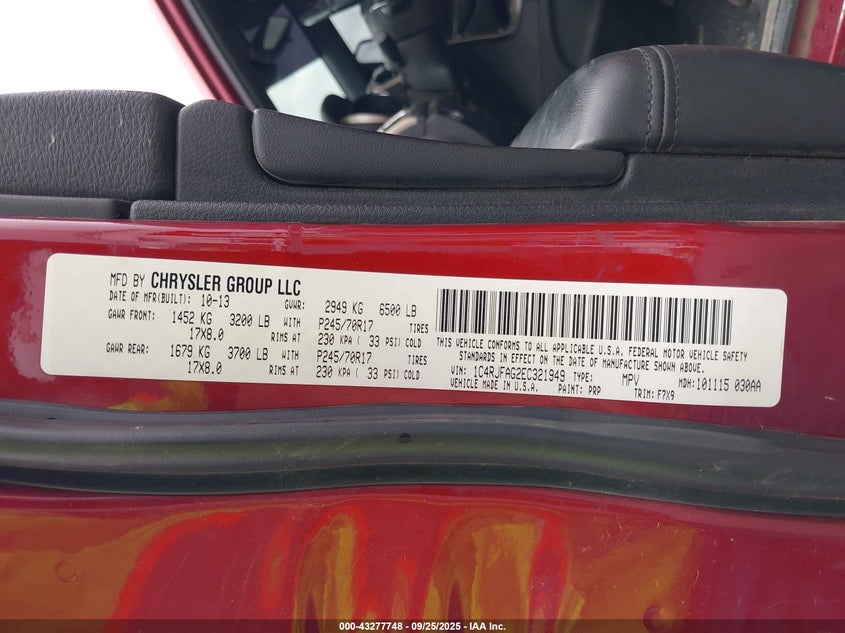 MFD BY CHRYSLER GROUP LLC
DATE OF MFR(BUILT): 10-13 GVWR: 2949 KG 6500 LB
GAWR FRONT: 1452 KG 3200 LB WITH P245/70R17 TIRES
17X8.0 RIMS AT 230 KPA ( 33 PSI) COLD
GAWR REAR: 1679 KG 3700 LB WITH P245/70R17 TIRES
17X8.0 RIMS AT 230 KPA ( 33 PSI) COLD
THIS VEHICLE CONFORMS TO ALL APPLICABLE U.S.A. FEDERAL MOTOR VEHICLE SAFETY
STANDARDS IN EFFECT ON THE DATE OF MANUFACTURE SHOWN ABOVE.
VIN: 1C4RJFAG2EC321949 TYPE: MPV MDH:101115 030AA
VEHICLE MADE IN U.S.A. PAINT: PRP TRIM: F7X9
000-43277748 - 09/25/2025 - IAA Inc.